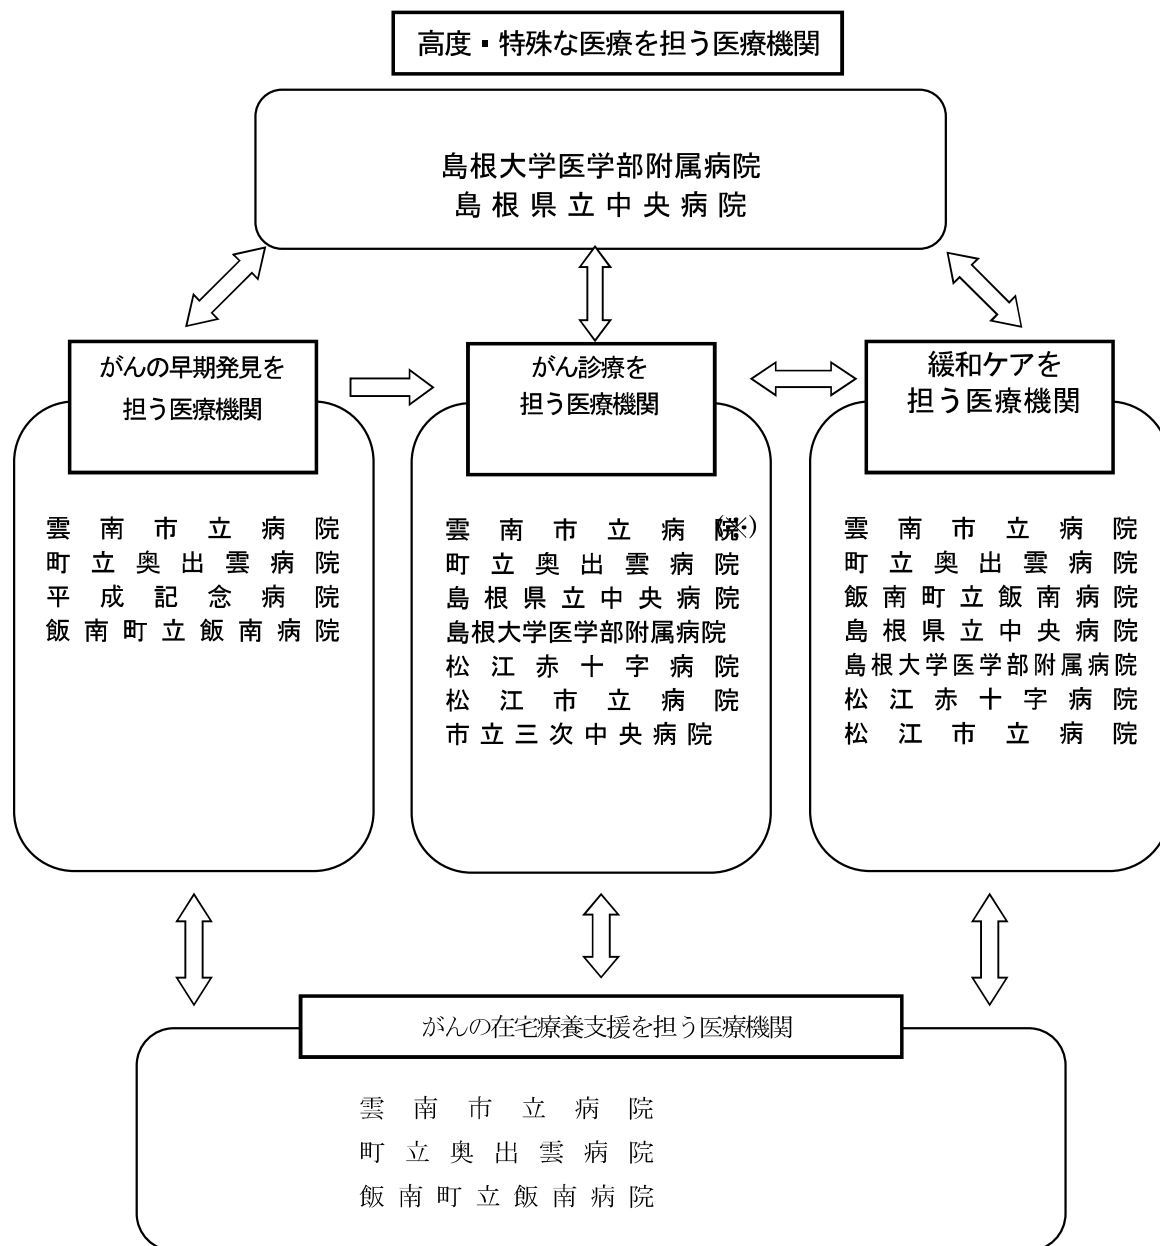 高度・特殊な医療を担う医療機関
島根大学医学部附属病院
島根県立中央病院
がんの早期発見を
担う医療機関
雲南市立病院
町立奥出雲病院
平成記念病院
飯南町立飯南病院
がん診療を
担う医療機関
雲南市立病院(※)
町立奥出雲病院
島根県立中央病院
島根大学医学部附属病院
松江赤十字病院
松江市立病院
市立三次中央病院
緩和ケアを
担う医療機関
雲南市立病院
町立奥出雲病院
飯南町立飯南病院
島根県立中央病院
島根大学医学部附属病院
松江赤十字病院
松江市立病院
がんの在宅療養支援を担う医療機関
雲南市立病院
町立奥出雲病院
飯南町立飯南病院